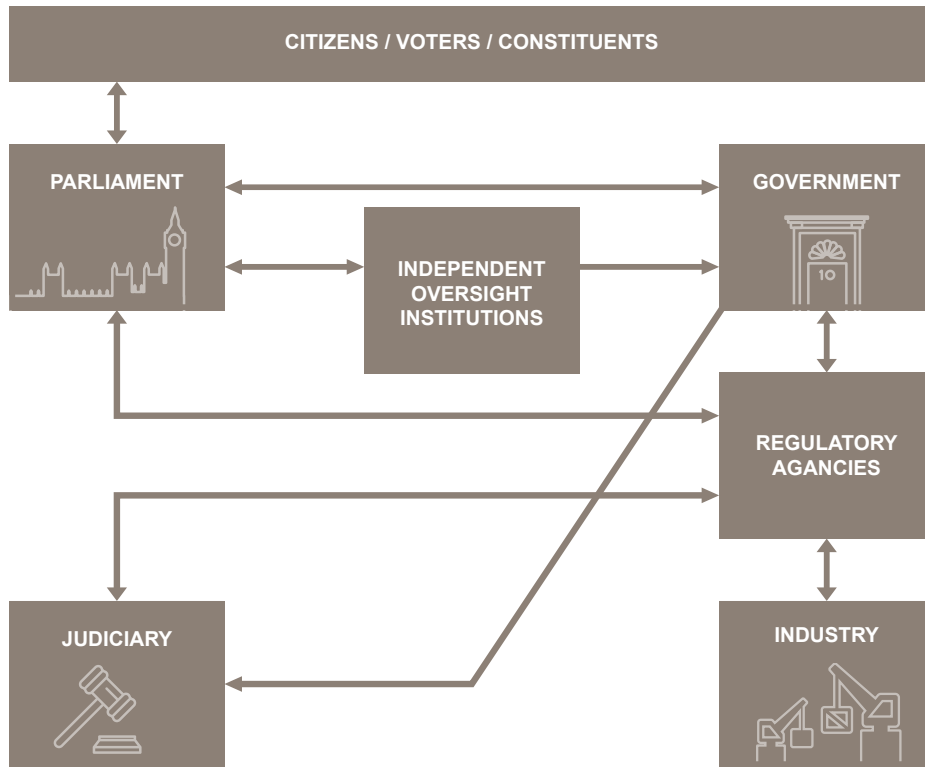 CITIZENS / VOTERS / CONSTITUENTS
PARLIAMENT
GOVERNMENT
10
INDEPENDENT
OVERSIGHT
INSTITUTIONS
REGULATORY
AGANCIES
JUDICIARY
INDUSTRY